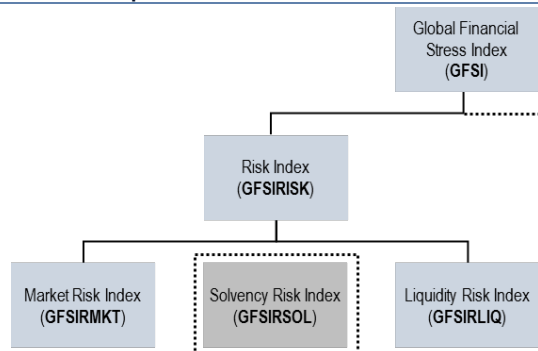 Global Financial
Stress Index
(GFSI)
Risk Index
(GFSIRISK)
Market Risk Index
(GFSIRMKT)
Solvency Risk Index
(GFSIRSOL)
Liquidity Risk Index
(GFSIRLIQ)